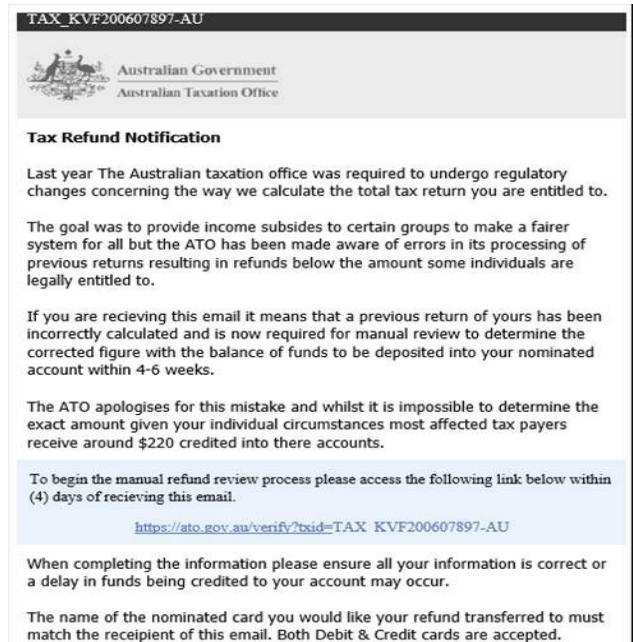 TAX_KVF200607897-AU
Australian Government
Australian Taxation Office
Tax Refund Notification
Last year The Australian taxation office was required to undergo regulatory
changes concerning the way we calculate the total tax return you are entitled to.
The goal was to provide income subsides to certain groups to make a fairer
system for all but the ATO has been made aware of errors in its processing of
previous returns resulting in refunds below the amount some individuals are
legally entitled to.
If you are recieving this email it means that a previous return of yours has been
incorrectly calculated and is now required for manual review to determine the
corrected figure with the balance of funds to be deposited into your nominated
account within 4-6 weeks.
The ATO apologises for this mistake and whilst it is impossible to determine the
exact amount given your individual circumstances most affected tax payers
receive around $220 credited into there accounts.
To begin the manual refund review process please access the following link below within
(4) days of recieving this email.
https://ato.gov.au/verify?txid=TAX_KVF200607897-AU
When completing the information please ensure all your information is correct or
a delay in funds being credited to your account may occur.
The name of the nominated card you would like your refund transferred to must
match the receipient of this email. Both Debit & Credit cards are accepted.